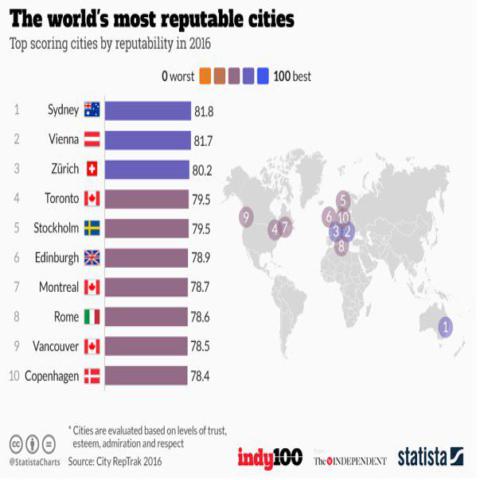 The world's most reputable cities
Top scoring cities by reputability in 2016
0 worst 100 best
1 Sydney 81.8
2 Vienna 81.7
3 Zürich 80.2
4 Toronto 79.5
5 Stockholm 79.5
6 Edinburgh 78.9
7 Montreal 78.7
8 Rome 78.6
9 Vancouver 78.5
10 Copenhagen 78.4
5
9 6 10
4 7 3 2
8
1
* Cities are evaluated based on levels of trust,
esteem, admiration and respect
@StatistaCharts Source: City RepTrak 2016
indy100 The INDEPENDENT statista